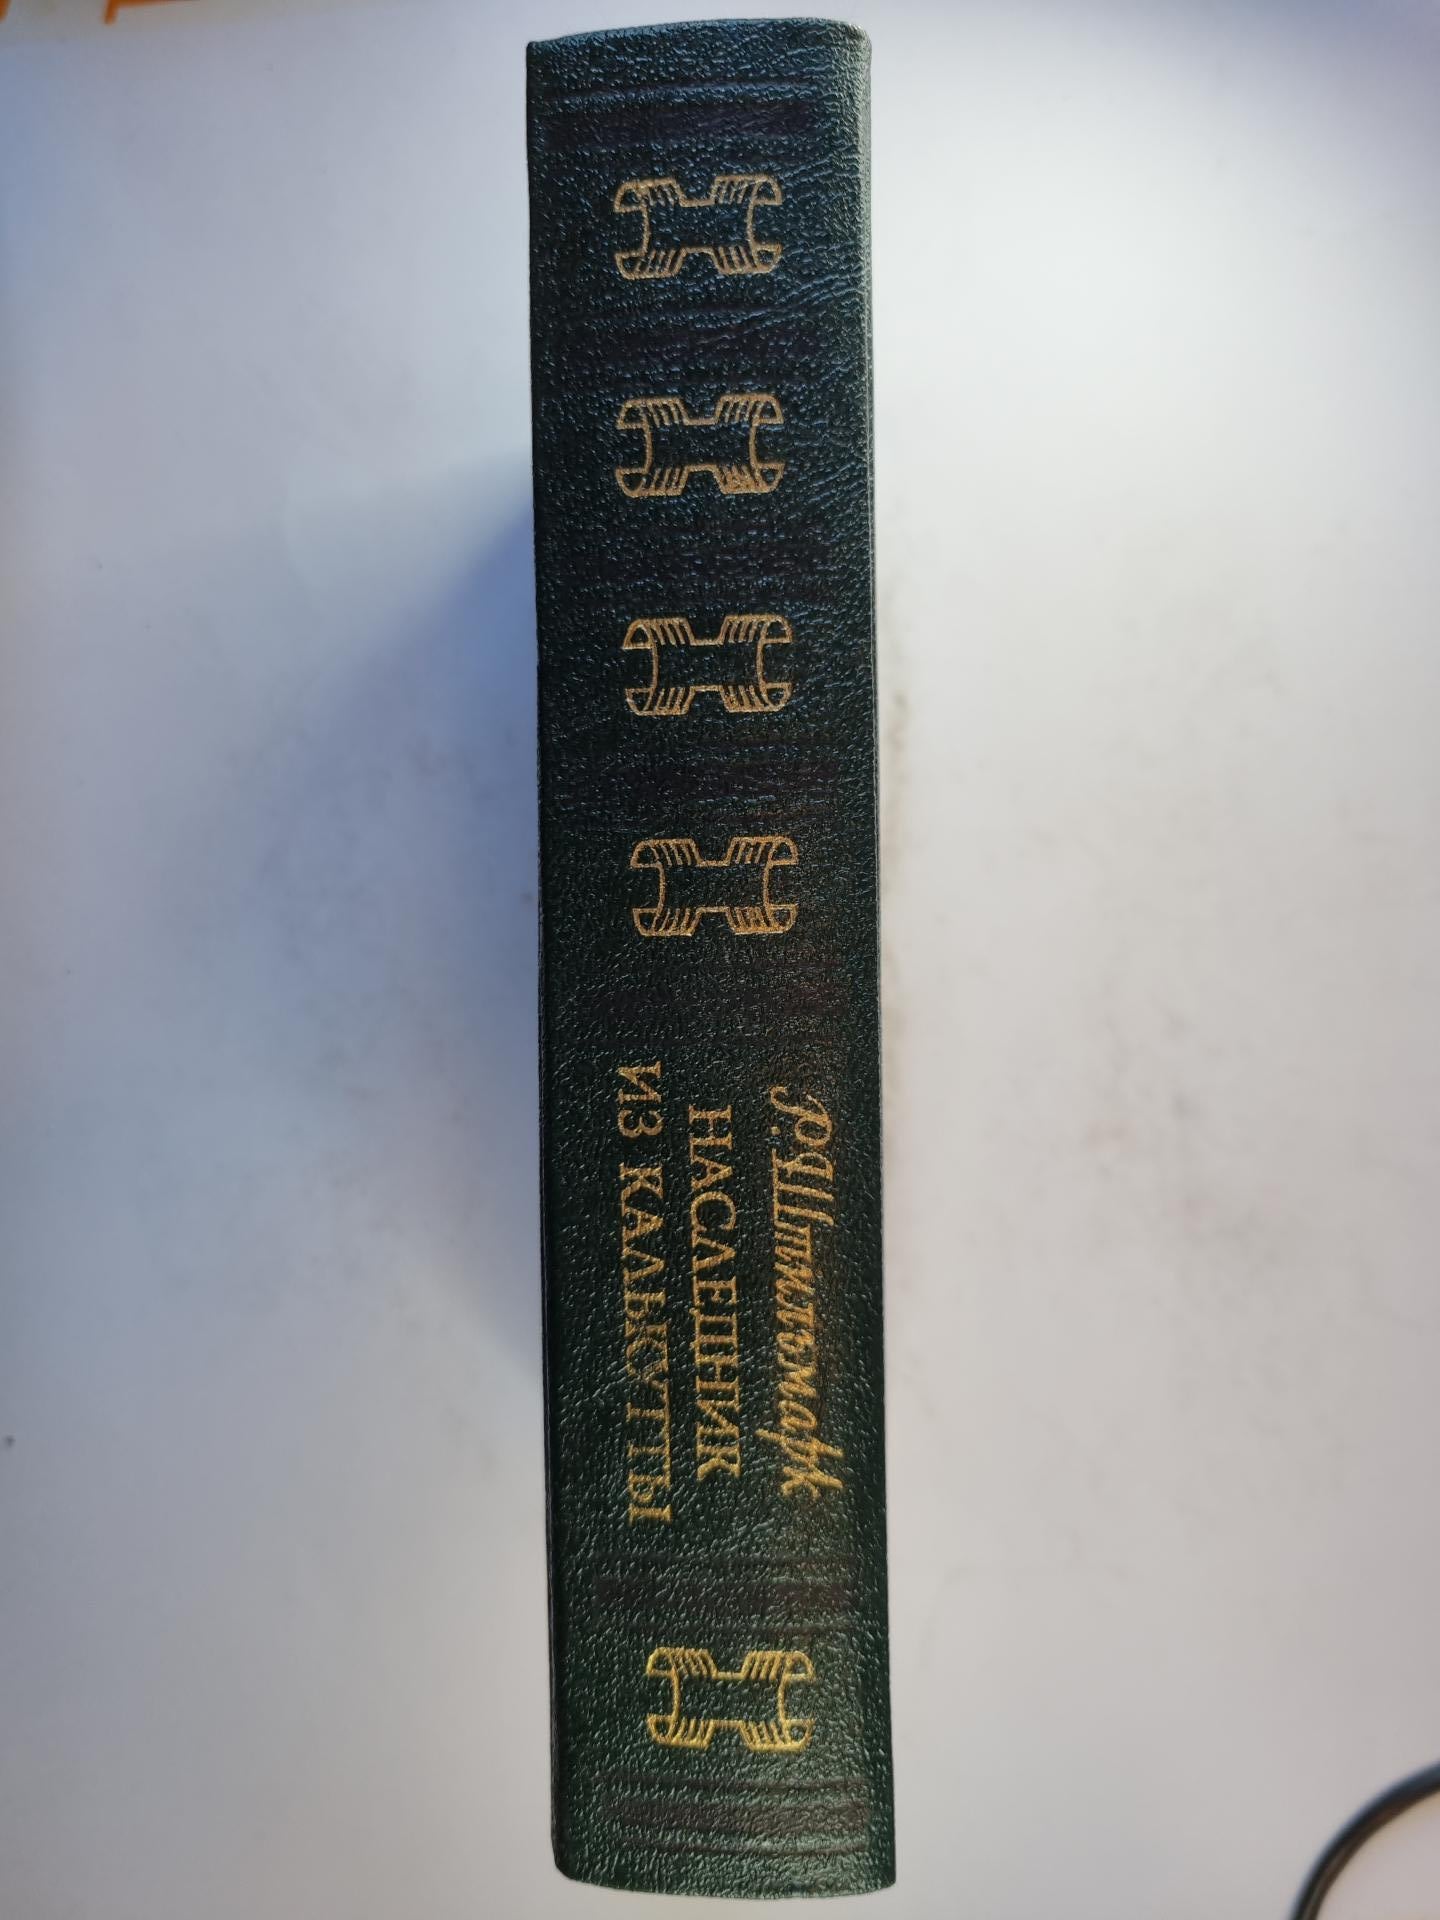 Р. Штильмарк
НАСЛЕДНИК
ИЗ КАЛЬКУТТЫ